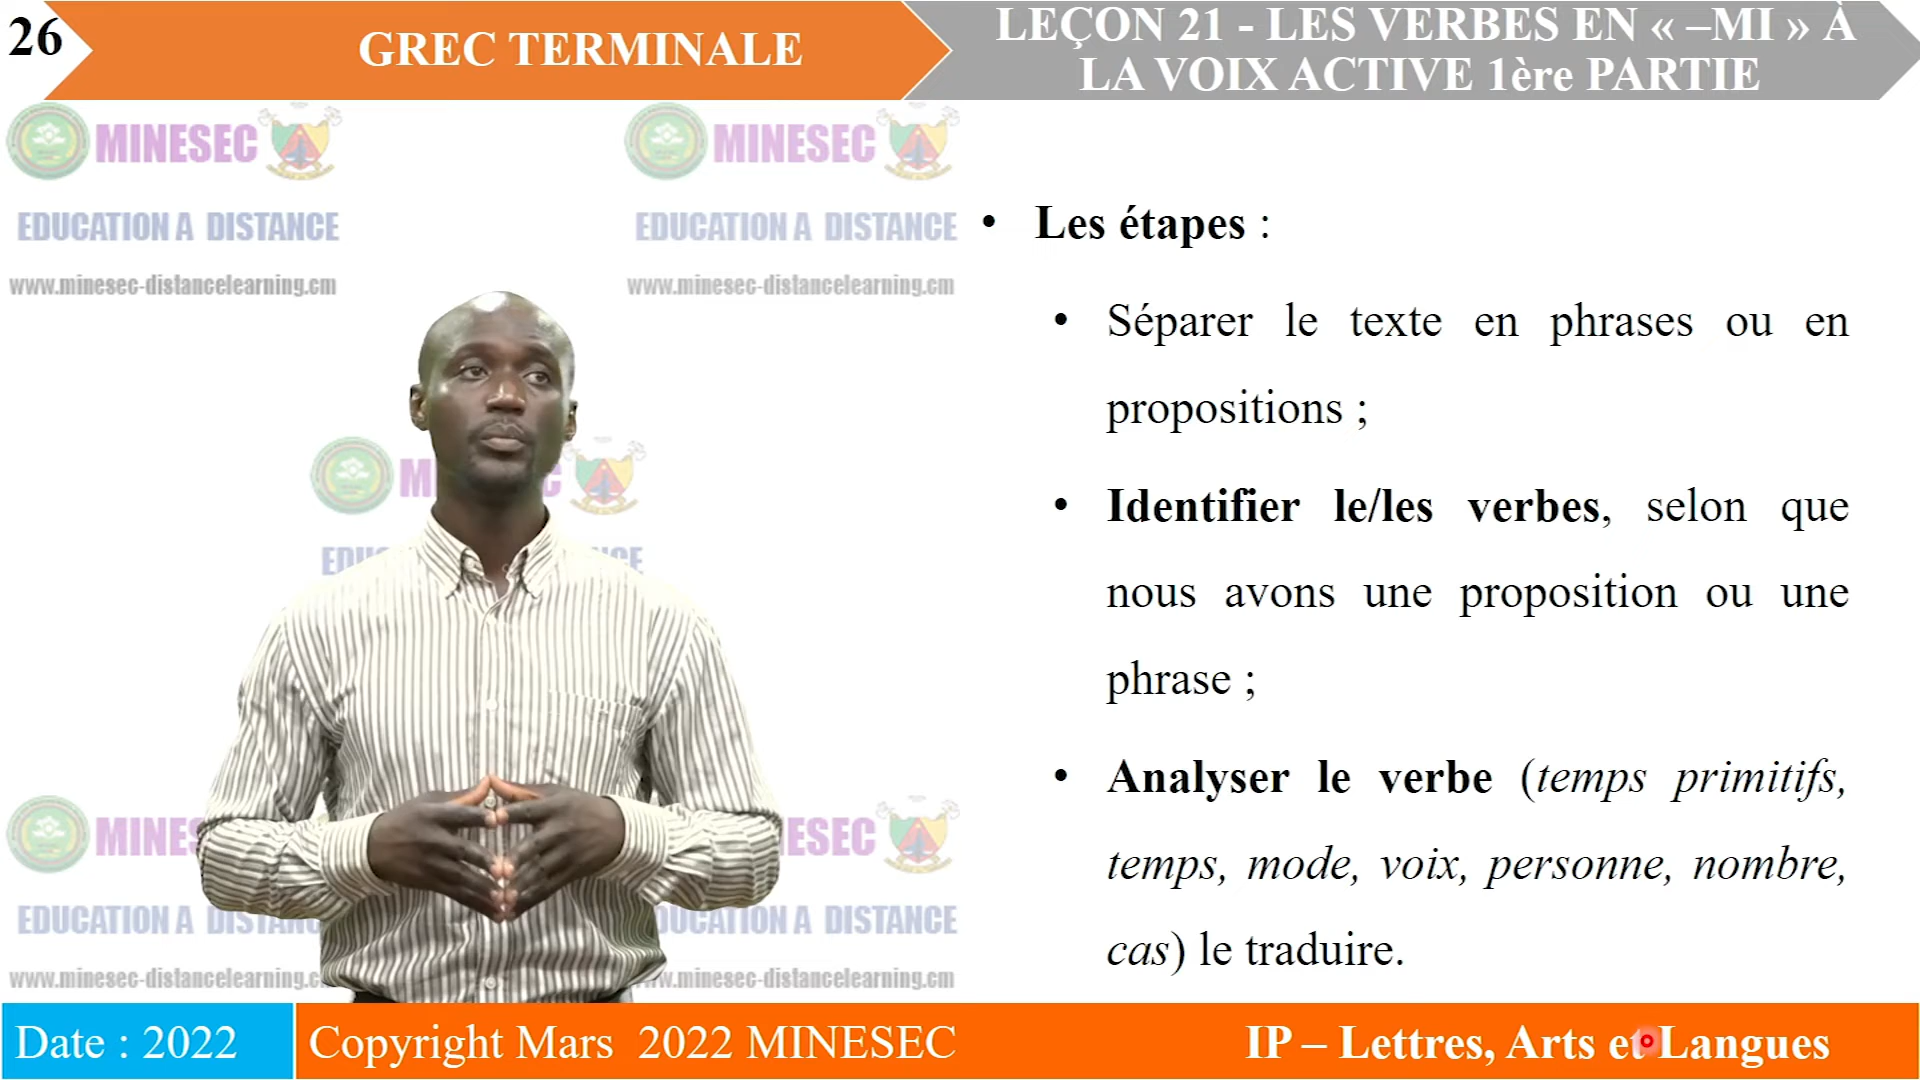 26
GREC TERMINALE
LEÇON 21 - LES VERBES EN « –MI » À
LA VOIX ACTIVE 1ère PARTIE
MINESEC
EDUCATION A DISTANCE
www.minesec-distancelearning.cm
MINESEC
EDUCATION A DISTANCE
www.minesec-distancelearning.cm
• Les étapes :
• Séparer le texte en phrases ou en
propositions ;
• Identifier le/les verbes, selon que
nous avons une proposition ou une
phrase ;
• Analyser le verbe (temps primitifs,
temps, mode, voix, personne, nombre,
cas) le traduire.
Date : 2022
Copyright Mars 2022 MINESEC
IP – Lettres, Arts et Langues